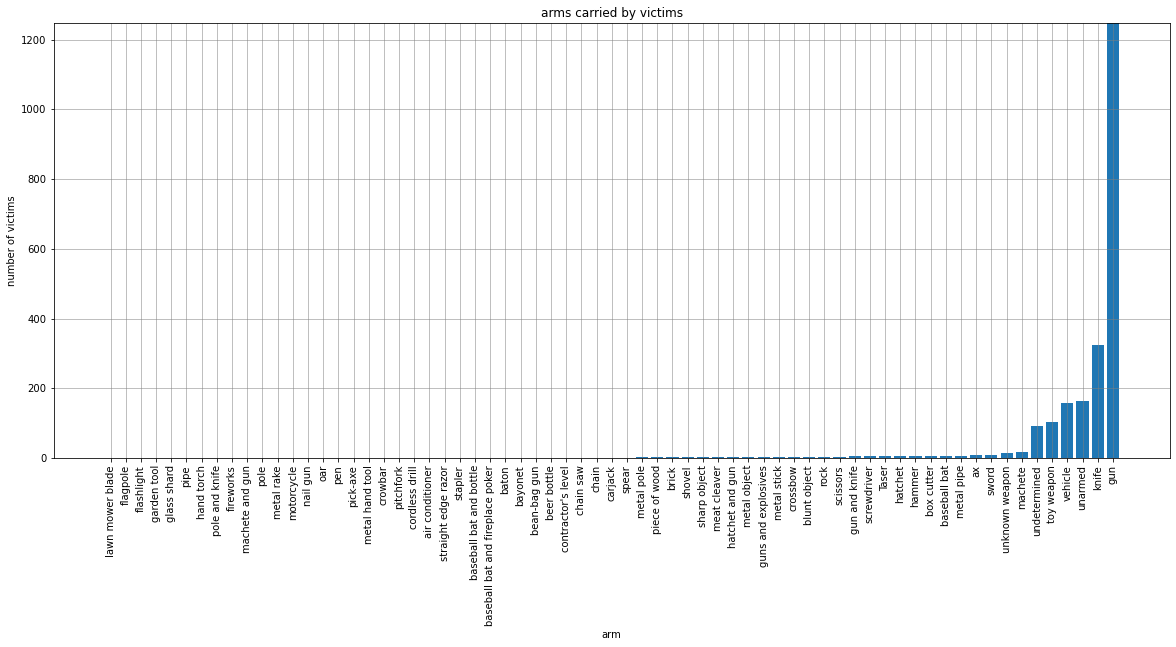 arms carried by victims
number of victims
1200
1000
800
600
400
200
0
lawn mower blade
flagpole
flashlight
garden tool
glass shard
pipe
hand torch
pole and knife
fireworks
machete and gun
pole
metal rake
motorcycle
nail gun
oar
pen
pick-axe
metal hand tool
crowbar
pitchfork
cordless drill
air conditioner
straight edge razor
stapler
baseball bat and bottle
baseball bat and fireplace poker
baton
bayonet
bean-bag gun
beer bottle
contractor's level
chain saw
chain
carjack
spear
metal pole
piece of wood
brick
shovel
sharp object
meat cleaver
hatchet and gun
metal object
guns and explosives
metal stick
crossbow
blunt object
rock
scissors
gun and knife
screwdriver
Taser
hatchet
hammer
box cutter
baseball bat
metal pipe
ax
sword
unknown weapon
machete
undetermined
toy weapon
vehicle
unarmed
knife
gun
arm